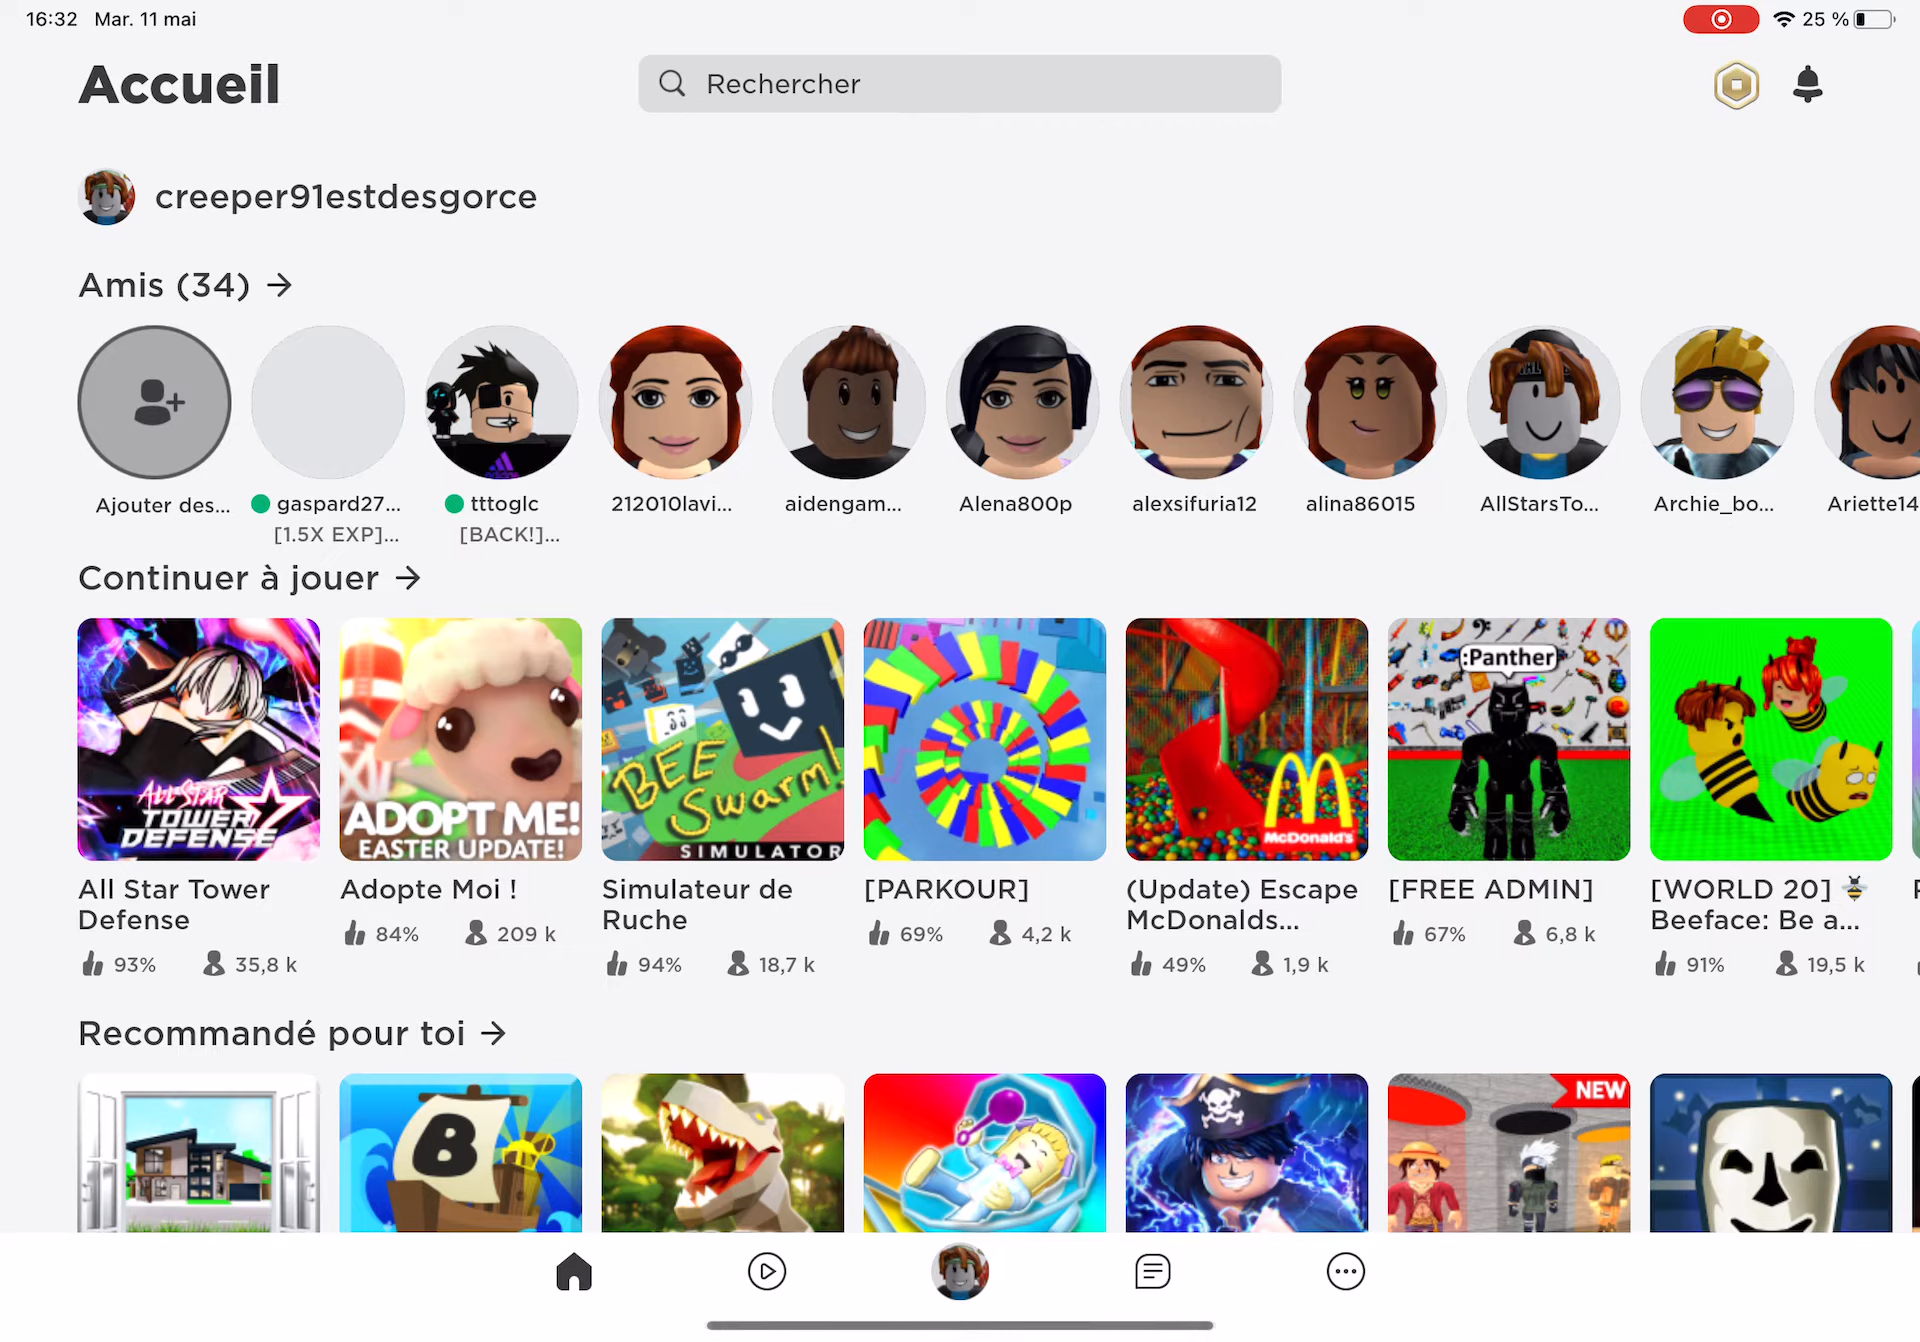 16:32 Mar. 11 mai
25 %
Accueil
Rechercher
creeper91estdesgorce
Amis (34) →
Ajouter des...
gaspard27...
[1.5X EXP]...
tttoglc
[BACK!]...
212010lavi...
aidengam...
Alena800p
alexsifuria12
alina86015
AllStarsTo...
Archie_bo...
Ariette14
Continuer à jouer →
ALL STAR
TOWER
DEFENSE
ADOPT ME!
EASTER UPDATE!
BEE
Swarm!
SIMULATOR
McDonald's
:Panther
All Star Tower
Defense
93% 35,8 k
Adopte Moi !
84% 209 k
Simulateur de
Ruche
94% 18,7 k
[PARKOUR]
69% 4,2 k
(Update) Escape
McDonalds...
49% 1,9 k
[FREE ADMIN]
67% 6,8 k
[WORLD 20] 🐝
Beeface: Be a...
91% 19,5 k
Recommandé pour toi →
B
NEW